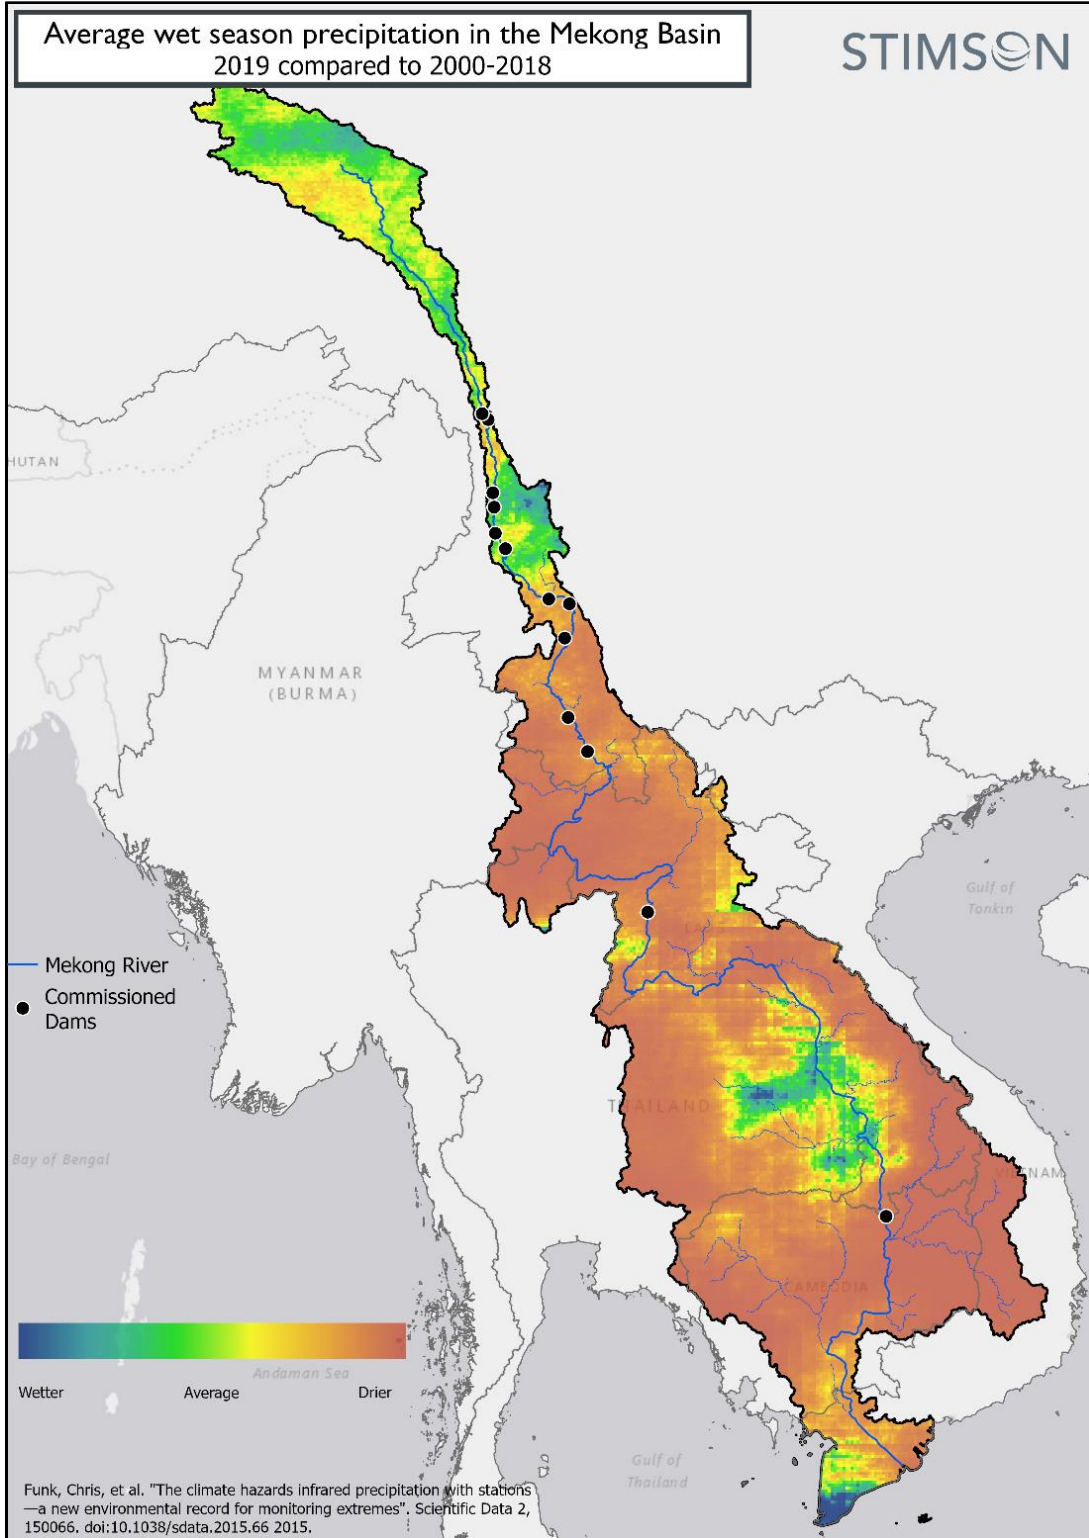 Average wet season precipitation in the Mekong Basin
2019 compared to 2000-2018
STIMSON
HUTAN
MYANMAR
(BURMA)
Gulf of
Tonkin
Mekong River
Commissioned
Dams
THAILAND
Bay of Bengal
VIETNAM
CAMBODIA
Andaman Sea
Wetter Average Drier
Gulf of
Thailand
Funk, Chris, et al. "The climate hazards infrared precipitation with stations
—a new environmental record for monitoring extremes". Scientific Data 2,
150066. doi:10.1038/sdata.2015.66 2015.